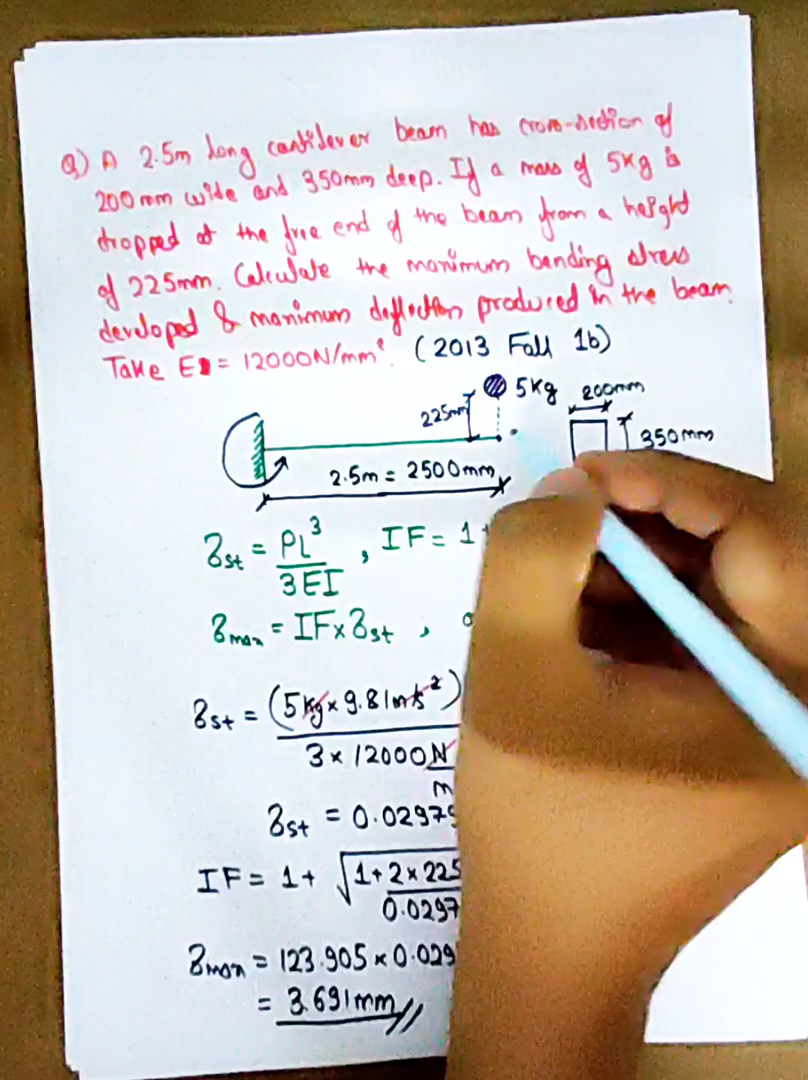 Q) A 2.5m long cantilever beam has cross-section of
200mm wide and 350mm deep. If a mass of 5Kg is
dropped at the free end of the beam from a height
of 225mm. Calculate the maximum bending stress
developed & maximum deflection produced in the beam.
Take E = 12000N/mm². (2013 Fall 1b)
5Kg 200mm
225mm
350mm
2.5m = 2500mm
δst = PL³/3EI , IF = 1+
δmax = IF×δst ,
δst = (5kg × 9.81m/s²)
3 × 12000 N
m
δst = 0.02979
IF = 1+ √1+2×225
0.0297
δmax = 123.905 × 0.029
= 3.691mm//